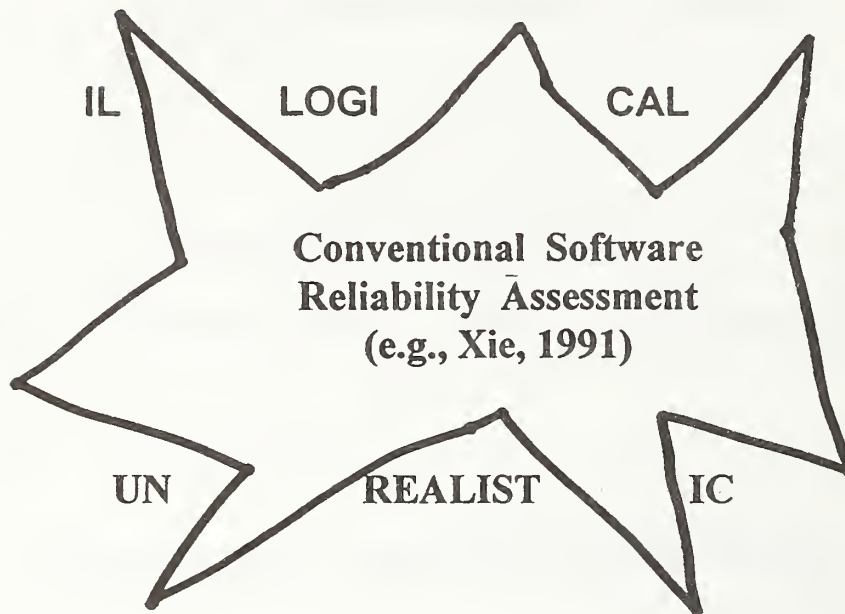 IL LOGI CAL
Conventional Software
Reliability Assessment
(e.g., Xie, 1991)
UN REALIST IC